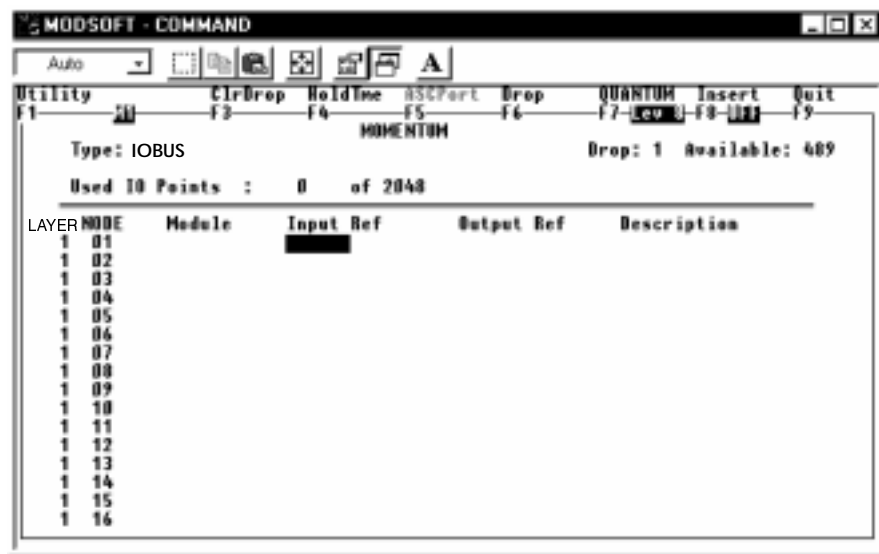 MODSOFT - COMMAND
Auto A
Utility ClrDrop HoldTme ASCPort Drop QUANTUM Insert Quit
F1 F3 F4 F5 F6 F7 Lev 8 F8 OFF F9
MOMENTUM
Type: IOBUS Drop: 1 Available: 489
Used IO Points : 0 of 2048
LAYER NODE Module Input Ref Output Ref Description
1 01
1 02
1 03
1 04
1 05
1 06
1 07
1 08
1 09
1 10
1 11
1 12
1 13
1 14
1 15
1 16